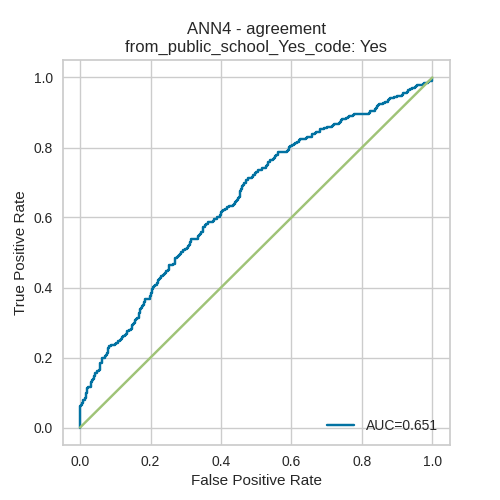 ANN4 - agreement
from_public_school_Yes_code: Yes
True Positive Rate
1.0
0.8
0.6
0.4
0.2
0.0
AUC=0.651
0.0 0.2 0.4 0.6 0.8 1.0
False Positive Rate